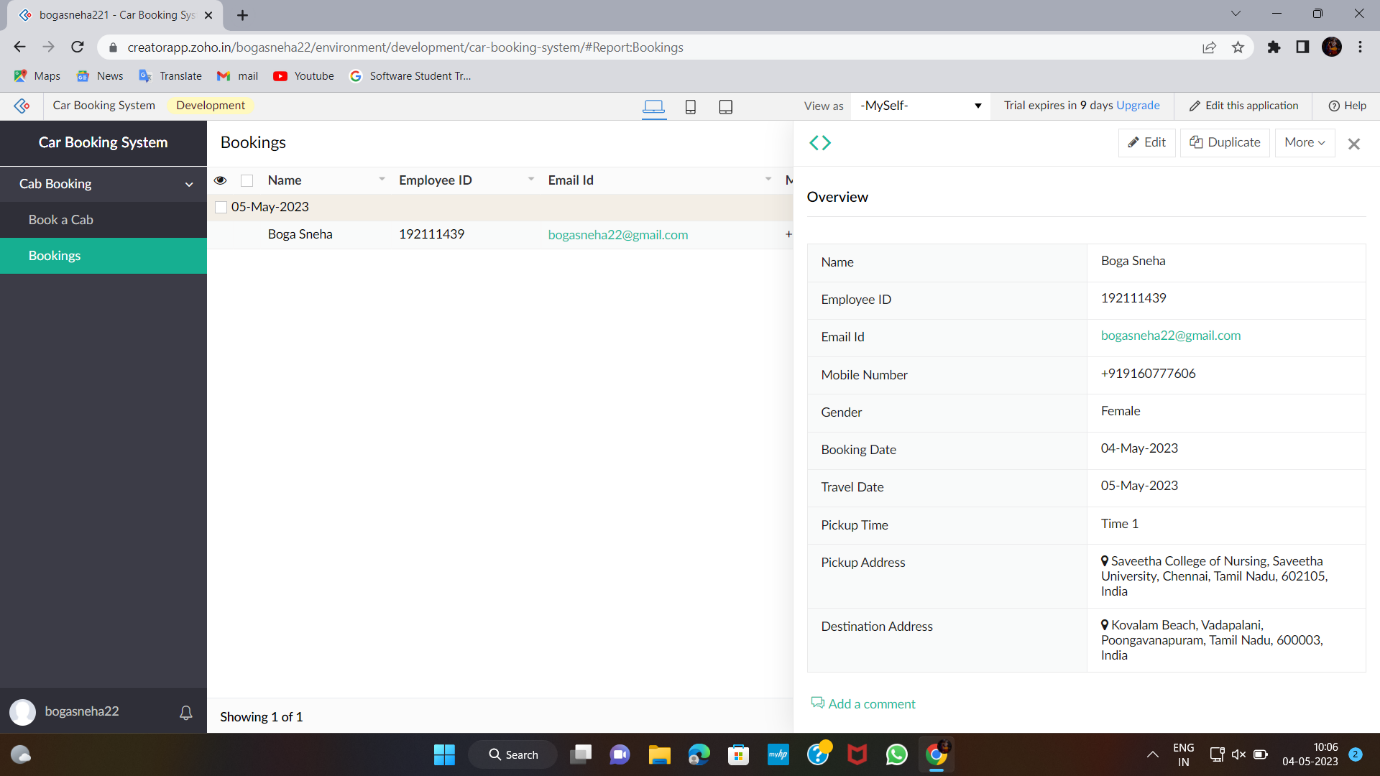 bogasneha221 - Car Booking Sys
creatorapp.zoho.in/bogasneha22/environment/development/car-booking-system/#Report:Bookings
Maps News Translate mail Youtube Software Student Tr...
Car Booking System Development View as -MySelf- Trial expires in 9 days Upgrade Edit this application Help
Car Booking System
Cab Booking
Book a Cab
Bookings
bogasneha22
Bookings
Name Employee ID Email Id
05-May-2023
Boga Sneha 192111439 bogasneha22@gmail.com +
Showing 1 of 1
Edit Duplicate More
Overview
Name Boga Sneha
Employee ID 192111439
Email Id bogasneha22@gmail.com
Mobile Number +919160777606
Gender Female
Booking Date 04-May-2023
Travel Date 05-May-2023
Pickup Time Time 1
Pickup Address Saveetha College of Nursing, Saveetha
University, Chennai, Tamil Nadu, 602105,
India
Destination Address Kovalam Beach, Vadapalani,
Poongavanapuram, Tamil Nadu, 600003,
India
Add a comment
Search myhp ENG 10:06
IN 04-05-2023 2